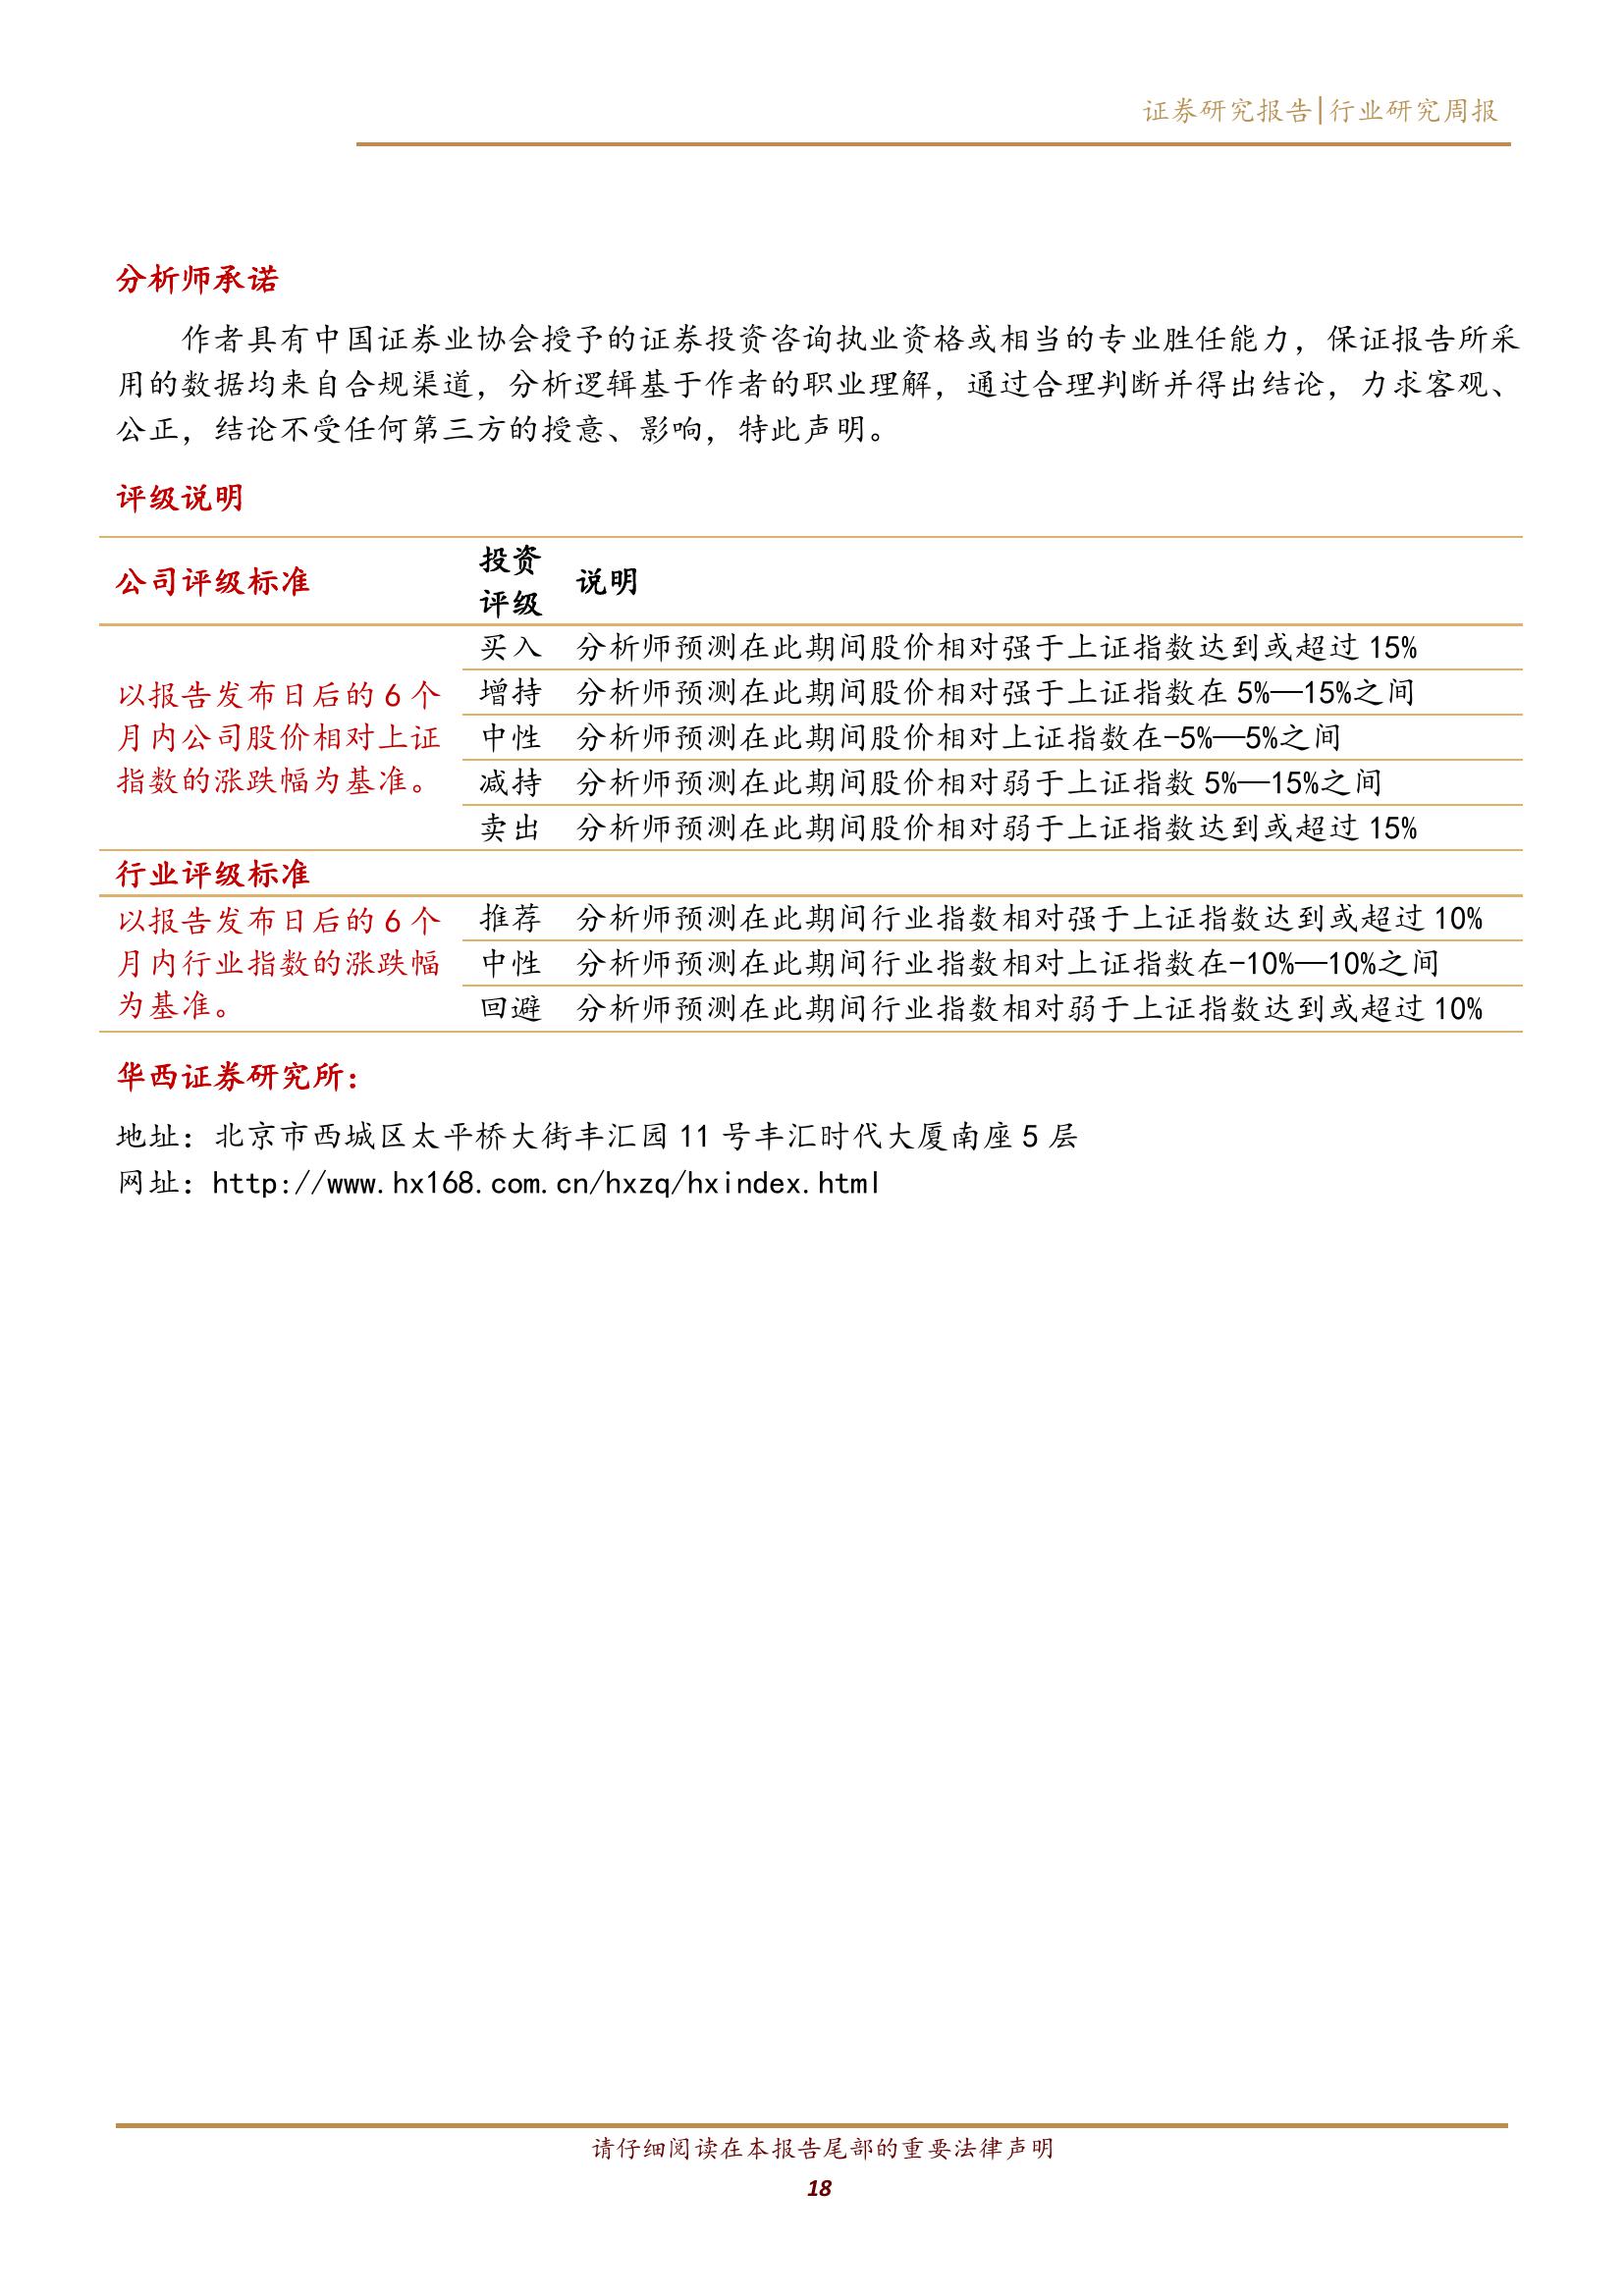 证券研究报告|行业研究周报
分析师承诺
作者具有中国证券业协会授予的证券投资咨询执业资格或相当的专业胜任能力，保证报告所采
用的数据均来自合规渠道，分析逻辑基于作者的职业理解，通过合理判断并得出结论，力求客观、
公正，结论不受任何第三方的授意、影响，特此声明。
评级说明
公司评级标准 投资评级 说明
以报告发布日后的 6 个
月内公司股价相对上证
指数的涨跌幅为基准。
买入 分析师预测在此期间股价相对强于上证指数达到或超过 15%
增持 分析师预测在此期间股价相对强于上证指数在 5%—15%之间
中性 分析师预测在此期间股价相对上证指数在-5%—5%之间
减持 分析师预测在此期间股价相对弱于上证指数 5%—15%之间
卖出 分析师预测在此期间股价相对弱于上证指数达到或超过 15%
行业评级标准
以报告发布日后的 6 个
月内行业指数的涨跌幅
为基准。
推荐 分析师预测在此期间行业指数相对强于上证指数达到或超过 10%
中性 分析师预测在此期间行业指数相对上证指数在-10%—10%之间
回避 分析师预测在此期间行业指数相对弱于上证指数达到或超过 10%
华西证券研究所：
地址：北京市西城区太平桥大街丰汇园 11 号丰汇时代大厦南座 5 层
网址：http://www.hx168.com.cn/hxzq/hxindex.html
请仔细阅读在本报告尾部的重要法律声明
18